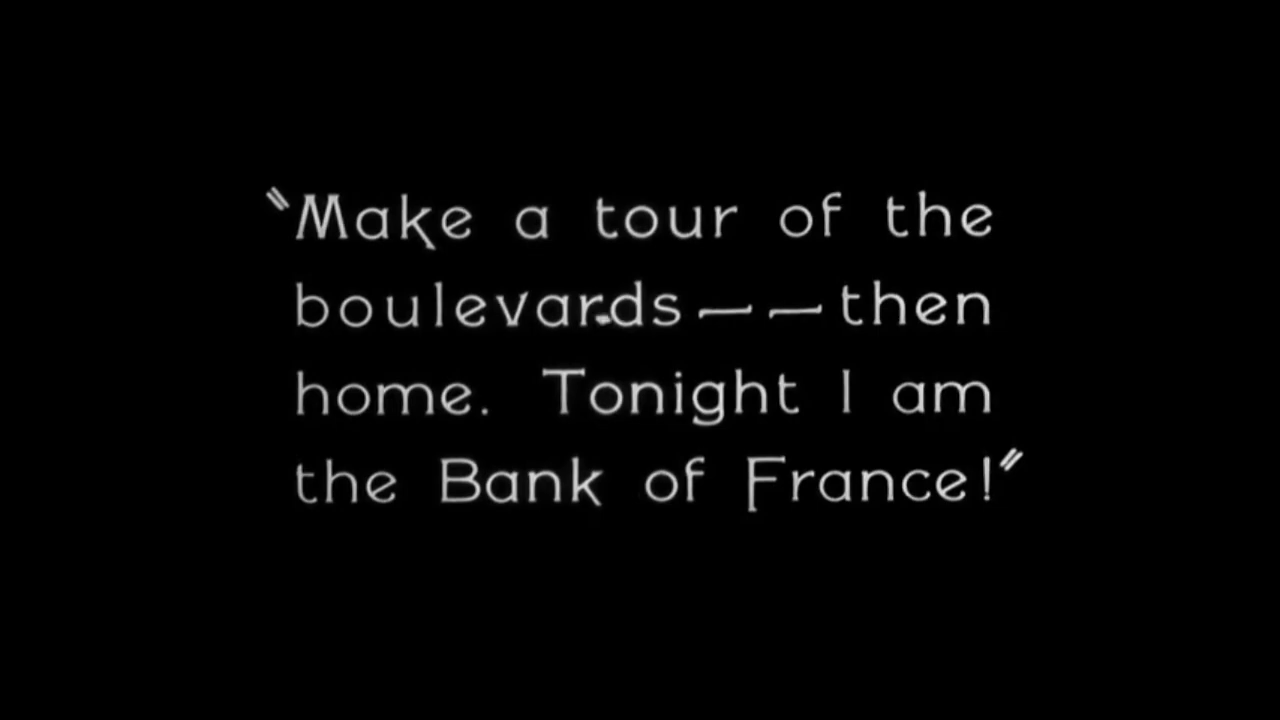 "Make a tour of the
boulevards — — then
home. Tonight I am
the Bank of France!"